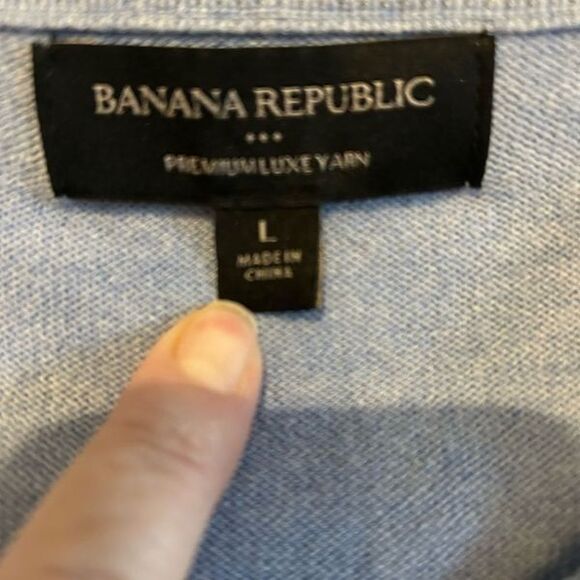 BANANA REPUBLIC
PREMIUM LUXE YARN
L
MADE IN
CHINA